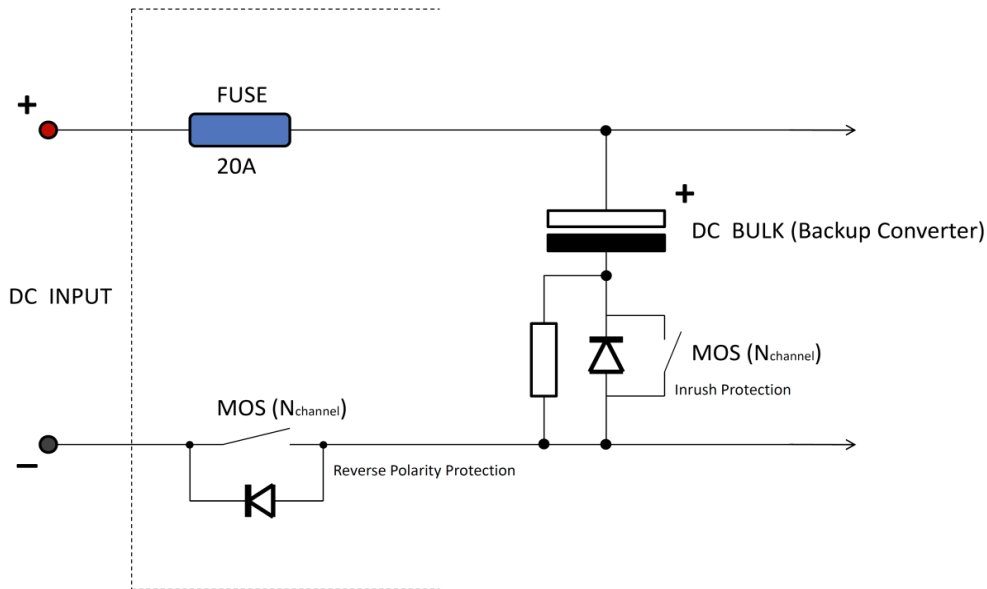 FUSE
+
20A
+
DC BULK (Backup Converter)
DC INPUT
MOS (Nchannel)
Inrush Protection
MOS (Nchannel)
–
Reverse Polarity Protection